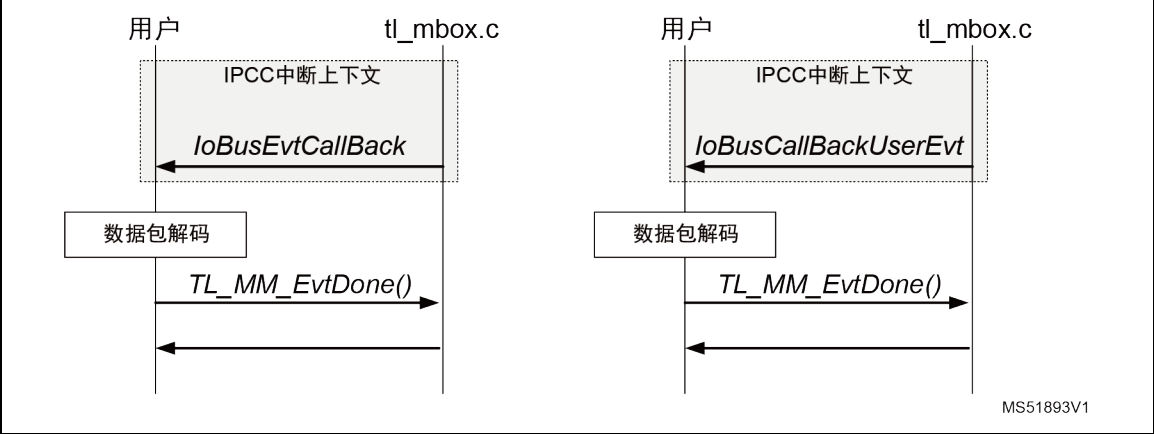 用户 tl_mbox.c 用户 tl_mbox.c
IPCC中断上下文 IPCC中断上下文
IoBusEvtCallBack IoBusCallBackUserEvt
数据包解码 数据包解码
TL_MM_EvtDone() TL_MM_EvtDone()
MS51893V1